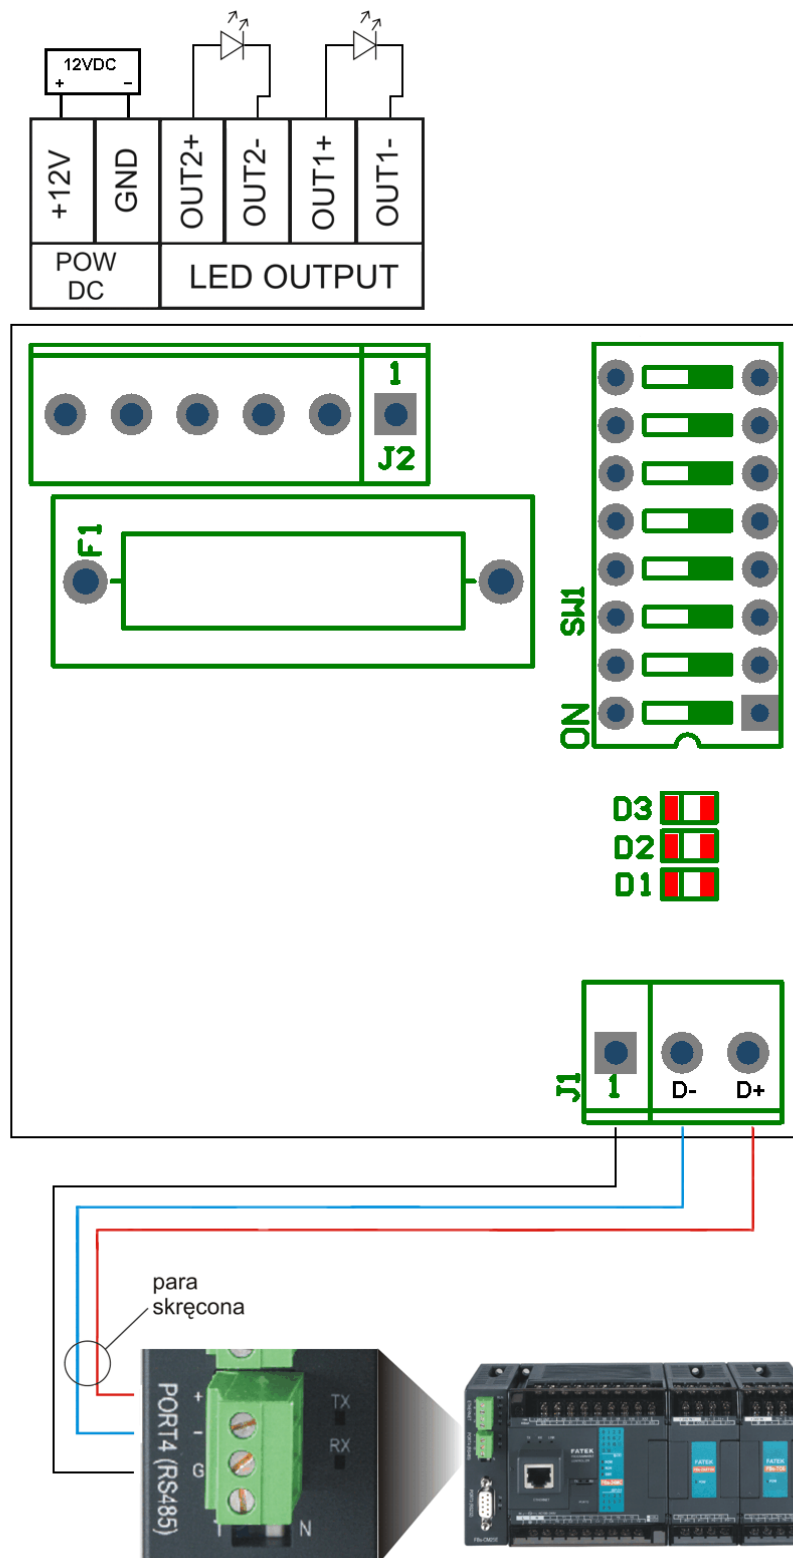 12VDC
+ −
+12V
GND
OUT2+
OUT2-
OUT1+
OUT1-
POW
DC
LED OUTPUT
1
J2
F1
SW1
ON
D3
D2
D1
J1
1
D-
D+
para
skręcona
PORT4 (RS485)
+
−
G
TX
RX
T
N
FATEK